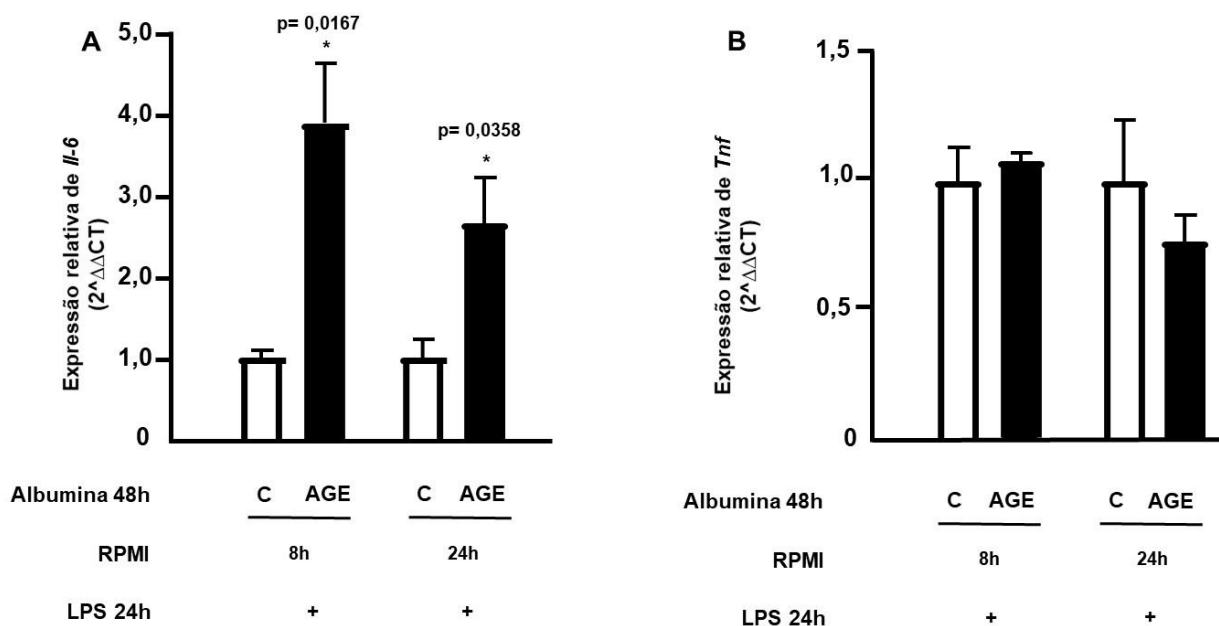 A
p= 0,0167
*
p= 0,0358
*
5,0
4,0
3,0
2,0
1,0
0
Expressão relativa de Il-6
(2^ΔΔCT)
Albumina 48h C AGE C AGE
RPMI 8h 24h
LPS 24h + +
B
1,5
1,0
0,5
0
Expressão relativa de Tnf
(2^ΔΔCT)
Albumina 48h C AGE C AGE
RPMI 8h 24h
LPS 24h + +